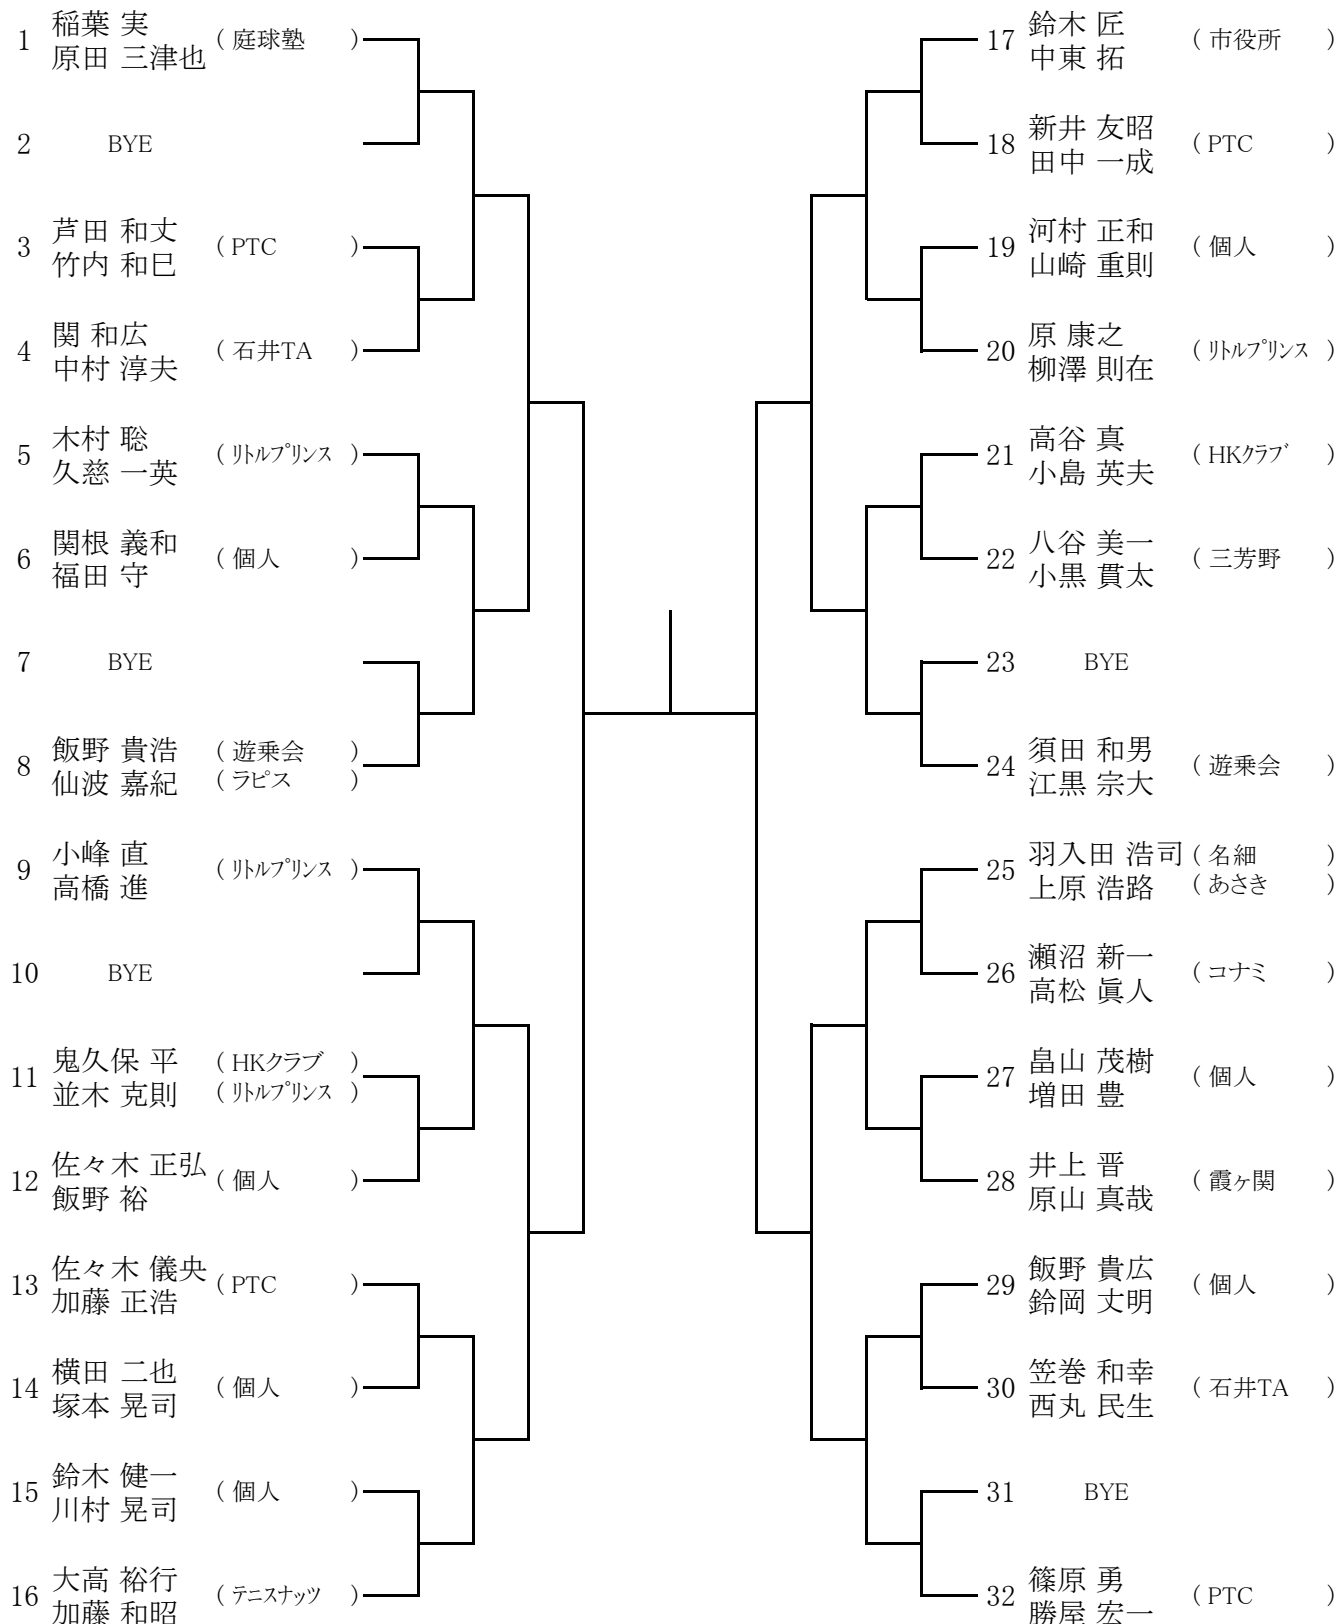 1 稲葉 実 ( 庭球塾 )
原田 三津也
2 BYE
3 芦田 和丈 ( PTC )
竹内 和巳
4 関 和広 ( 石井TA )
中村 淳夫
5 木村 聡 ( ﾘﾄﾙﾌﾟﾘﾝｽ )
久慈 一英
6 関根 義和 ( 個人 )
福田 守
7 BYE
8 飯野 貴浩 ( 遊乗会 )
仙波 嘉紀 ( ラピス )
9 小峰 直 ( ﾘﾄﾙﾌﾟﾘﾝｽ )
高橋 進
10 BYE
11 鬼久保 平 ( HKクラブ )
並木 克則 ( ﾘﾄﾙﾌﾟﾘﾝｽ )
12 佐々木 正弘 ( 個人 )
飯野 裕
13 佐々木 儀央 ( PTC )
加藤 正浩
14 横田 二也 ( 個人 )
塚本 晃司
15 鈴木 健一 ( 個人 )
川村 晃司
16 大高 裕行 ( ﾃﾆｽﾅｯﾂ )
加藤 和昭
17 鈴木 匠 ( 市役所 )
中東 拓
18 新井 友昭 ( PTC )
田中 一成
19 河村 正和 ( 個人 )
山崎 重則
20 原 康之 ( ﾘﾄﾙﾌﾟﾘﾝｽ )
柳澤 則在
21 高谷 真 ( HKｸﾗﾌﾞ )
小島 英夫
22 八谷 美一 ( 三芳野 )
小黒 貫太
23 BYE
24 須田 和男 ( 遊乗会 )
江黒 宗大
25 羽入田 浩司 ( 名細 )
上原 浩路 ( あさき )
26 瀬沼 新一 ( コナミ )
高松 眞人
27 畠山 茂樹 ( 個人 )
増田 豊
28 井上 晋 ( 霞ヶ関 )
原山 真哉
29 飯野 貴広 ( 個人 )
鈴岡 丈明
30 笠巻 和幸 ( 石井TA )
西丸 民生
31 BYE
32 篠原 勇 ( PTC )
勝屋 宏一